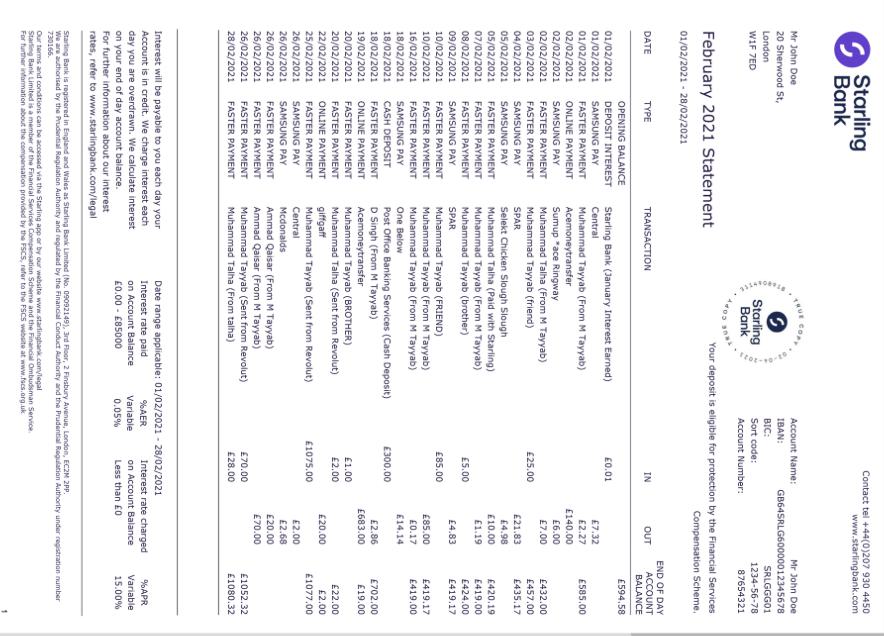 Starling
Bank
Contact tel +44(0)207 930 4450
www.starlingbank.com
Mr John Doe
20 Sherwood St,
London
W1F 7ED
Starling
Bank
TRUE COPY
Account Name: Mr John Doe
IBAN: GB64SRLG60000012345678
BIC: SRLGGG01
Sort code: 1234-56-78
Account Number: 87654321
February 2021 Statement
01/02/2021 - 28/02/2021
Your deposit is eligible for protection by the Financial Services
Compensation Scheme.
DATE TYPE TRANSACTION IN OUT END OF DAY ACCOUNT BALANCE
OPENING BALANCE £594.58
01/02/2021 DEPOSIT INTEREST Starling Bank (January Interest Earned) £0.01
01/02/2021 SAMSUNG PAY Central £7.32
01/02/2021 FASTER PAYMENT Muhammad Tayyab (From M Tayyab) £2.27 £585.00
02/02/2021 ONLINE PAYMENT Acemoneytransfer £140.00
02/02/2021 SAMSUNG PAY Sumup *ace Ringway £6.00
02/02/2021 FASTER PAYMENT Muhammad Talha (From M Tayyab) £7.00 £432.00
03/02/2021 FASTER PAYMENT Muhammad Tayyab (friend) £25.00 £457.00
04/02/2021 SAMSUNG PAY SPAR £21.83 £435.17
05/02/2021 SAMSUNG PAY Selekt Chicken Slough Slough £4.98
05/02/2021 FASTER PAYMENT Muhammad Talha (Paid with Starling) £10.00 £420.19
07/02/2021 FASTER PAYMENT Muhammad Tayyab (From M Tayyab) £1.19 £419.00
08/02/2021 FASTER PAYMENT Muhammad Tayyab (brother) £5.00 £424.00
09/02/2021 SAMSUNG PAY SPAR £4.83 £419.17
10/02/2021 FASTER PAYMENT Muhammad Tayyab (FRIEND) £85.00
10/02/2021 FASTER PAYMENT Muhammad Tayyab (From M Tayyab) £85.00 £419.17
16/02/2021 FASTER PAYMENT Muhammad Talha (From M Tayyab) £0.17 £419.00
18/02/2021 SAMSUNG PAY One Below £14.14
18/02/2021 CASH DEPOSIT Post Office Banking Services (Cash Deposit) £300.00
18/02/2021 FASTER PAYMENT D Singh (From M Tayyab) £2.86 £702.00
19/02/2021 ONLINE PAYMENT Acemoneytransfer £683.00 £19.00
20/02/2021 FASTER PAYMENT Muhammad Tayyab (BROTHER) £1.00
20/02/2021 FASTER PAYMENT Muhammad Talha (Sent from Revolut) £2.00 £22.00
22/02/2021 ONLINE PAYMENT giffgaff £20.00 £2.00
25/02/2021 FASTER PAYMENT Muhammad Tayyab (Sent from Revolut) £1075.00 £1077.00
26/02/2021 SAMSUNG PAY Central £2.00
26/02/2021 SAMSUNG PAY Mcdonalds £2.68
26/02/2021 FASTER PAYMENT Ammad Qaisar (From M Tayyab) £20.00
26/02/2021 FASTER PAYMENT Ammad Qaisar (From M Tayyab) £70.00
26/02/2021 FASTER PAYMENT Muhammad Tayyab (Sent from Revolut) £70.00 £1052.32
28/02/2021 FASTER PAYMENT Muhammad Talha (From talha) £28.00 £1080.32
Interest will be payable to you each day your
Account is in credit. We charge interest each
day you are overdrawn. We calculate interest
on your end of day account balance.
For further information about our interest
rates, refer to www.starlingbank.com/legal
Date range applicable: 01/02/2021 - 28/02/2021
Interest rate paid on Account Balance %AER Variable Interest rate charged on Account Balance %APR Variable
£0.00 - £85000 0.05% Less than £0 15.00%
Starling Bank is registered in England and Wales as Starling Bank Limited (No. 09092149), 3rd Floor, 2 Finsbury Avenue, London, EC2M 2PP.
We are authorised by the Prudential Regulation Authority and regulated by the Financial Conduct Authority and the Prudential Regulation Authority under registration number
730166.
Our terms and conditions can be accessed via the Starling app or by our website www.starlingbank.com/legal
Starling Bank Limited is a member of the Financial Services Compensation Scheme and the Financial Ombudsman Service.
For further information about the compensation provided by the FSCS, refer to the FSCS website at www.fscs.org.uk
1